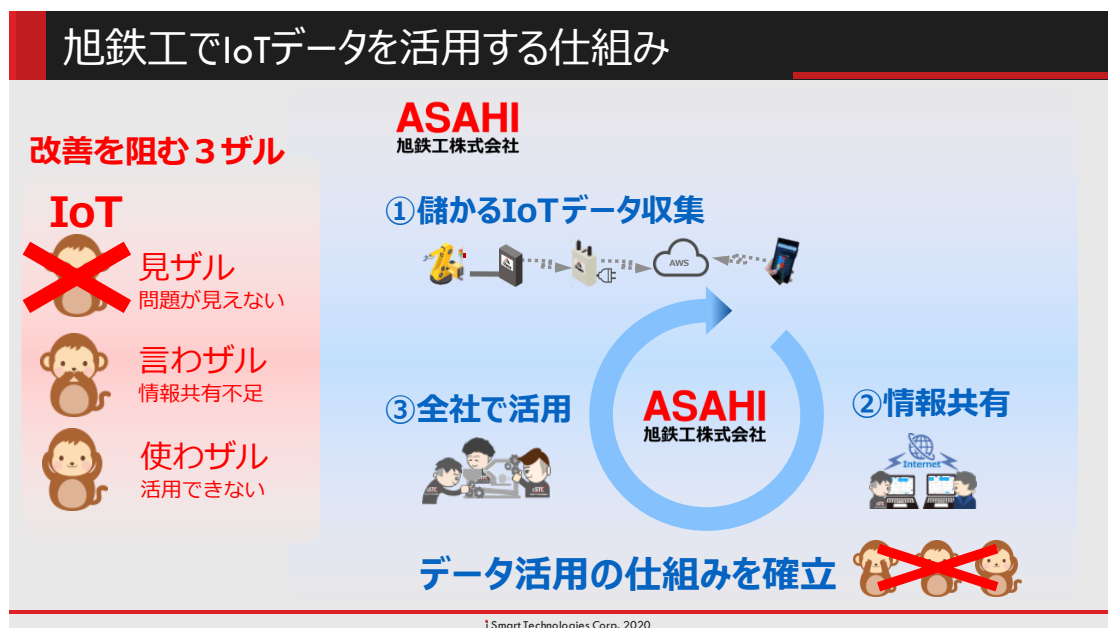 旭鉄工でIoTデータを活用する仕組み
ASAHI
旭鉄工株式会社
改善を阻む3ザル
IoT
見ザル
問題が見えない
言わザル
情報共有不足
使わザル
活用できない
①儲かるIoTデータ収集
AWS
③全社で活用
iSTC
iSTC
iSTC
ASAHI
旭鉄工株式会社
②情報共有
Internet
データ活用の仕組みを確立
i Smart Technologies Corp. 2020